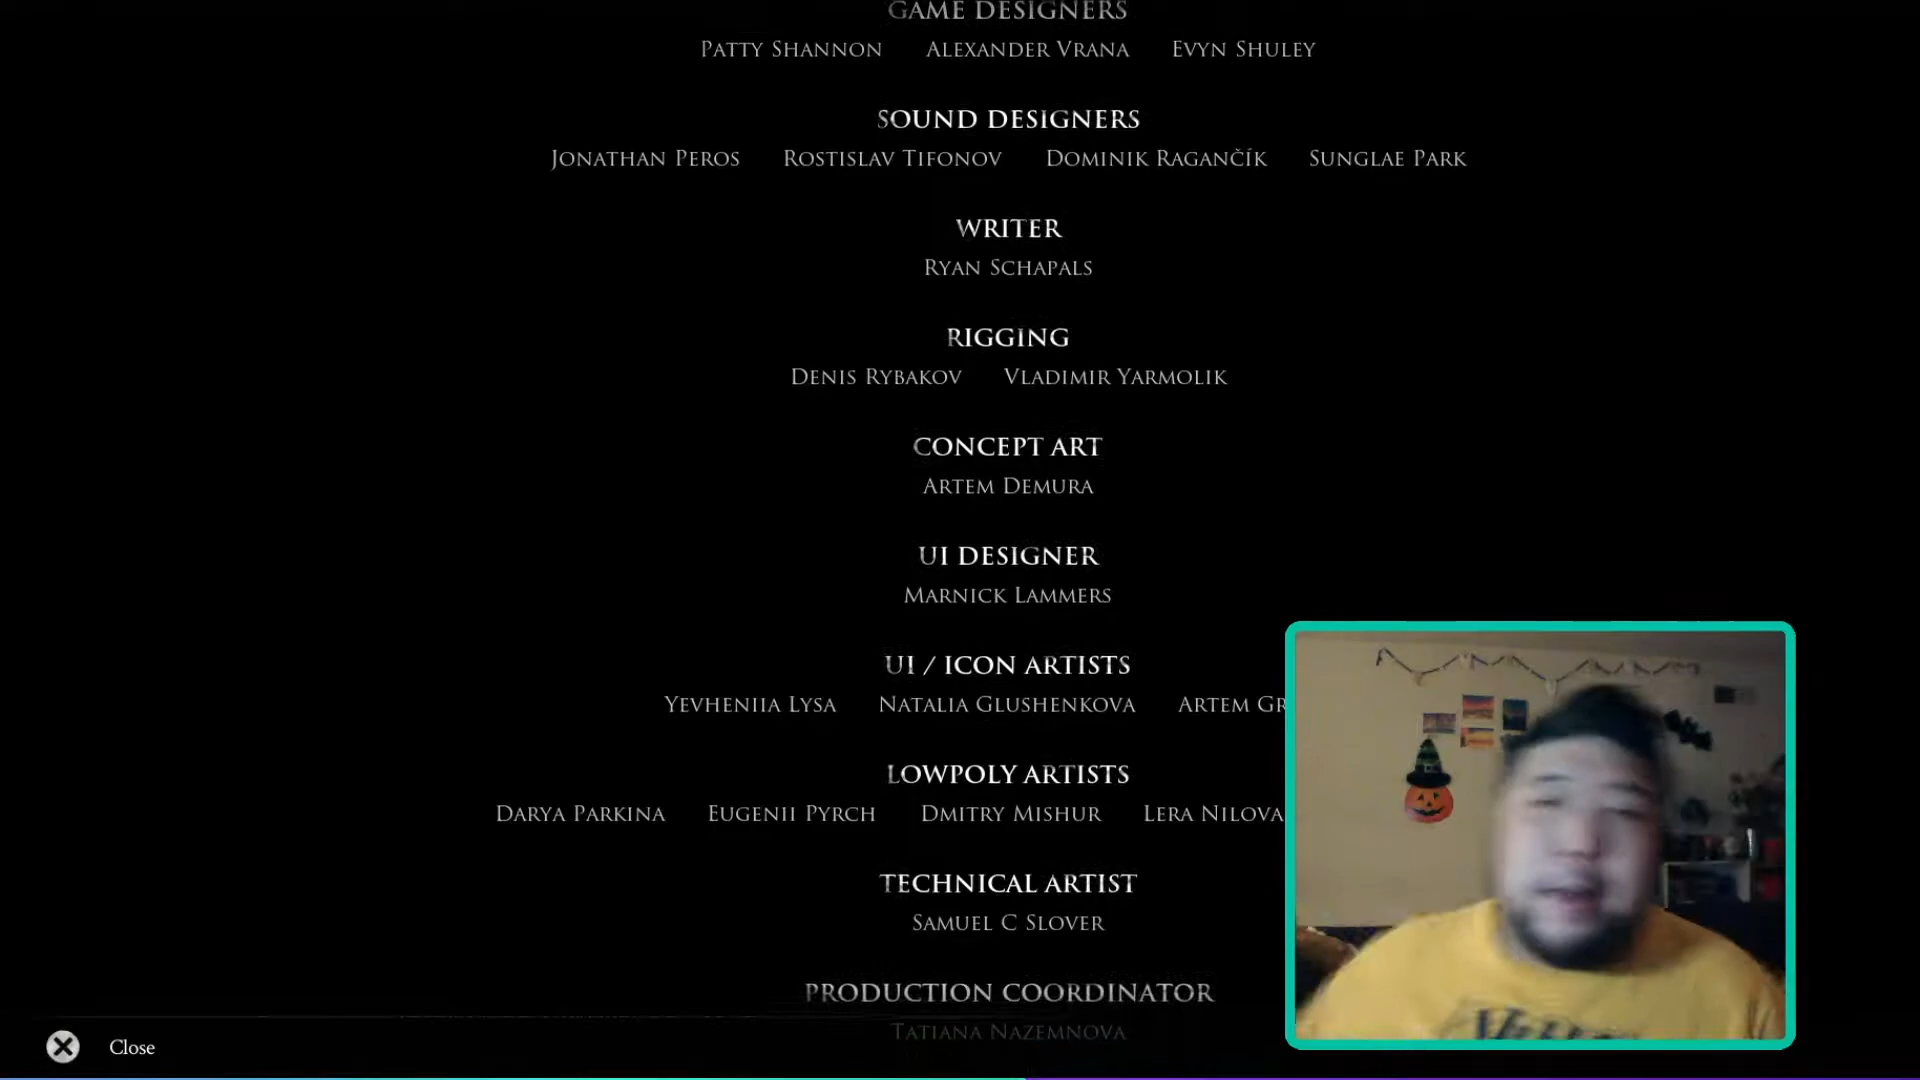 GAME DESIGNERS
PATTY SHANNON ALEXANDER VRANA EVYN SHULEY
SOUND DESIGNERS
JONATHAN PEROS ROSTISLAV TIFONOV DOMINIK RAGANČÍK SUNGLAE PARK
WRITER
RYAN SCHAPALS
RIGGING
DENIS RYBAKOV VLADIMIR YARMOLIK
CONCEPT ART
ARTEM DEMURA
UI DESIGNER
MARNICK LAMMERS
UI / ICON ARTISTS
YEVHENIIA LYSA NATALIA GLUSHENKOVA ARTEM
LOWPOLY ARTISTS
DARYA PARKINA EUGENII PYRCH DMITRY MISHUR LERA NILOVA
TECHNICAL ARTIST
SAMUEL C SLOVER
PRODUCTION COORDINATOR
TATIANA NAZEMNOVA
Close